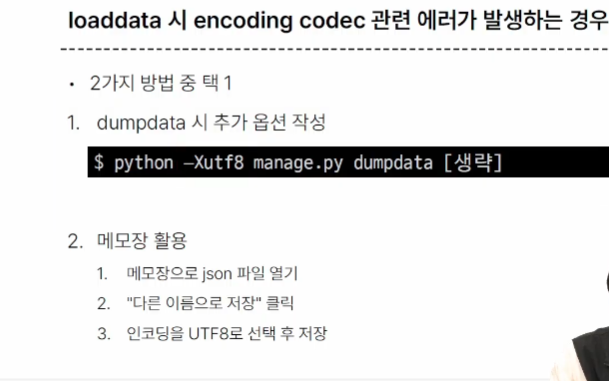 loaddata 시 encoding codec 관련 에러가 발생하는 경우
• 2가지 방법 중 택 1
1. dumpdata 시 추가 옵션 작성
$ python –Xutf8 manage.py dumpdata [생략]
2. 메모장 활용
1. 메모장으로 json 파일 열기
2. "다른 이름으로 저장" 클릭
3. 인코딩을 UTF8로 선택 후 저장